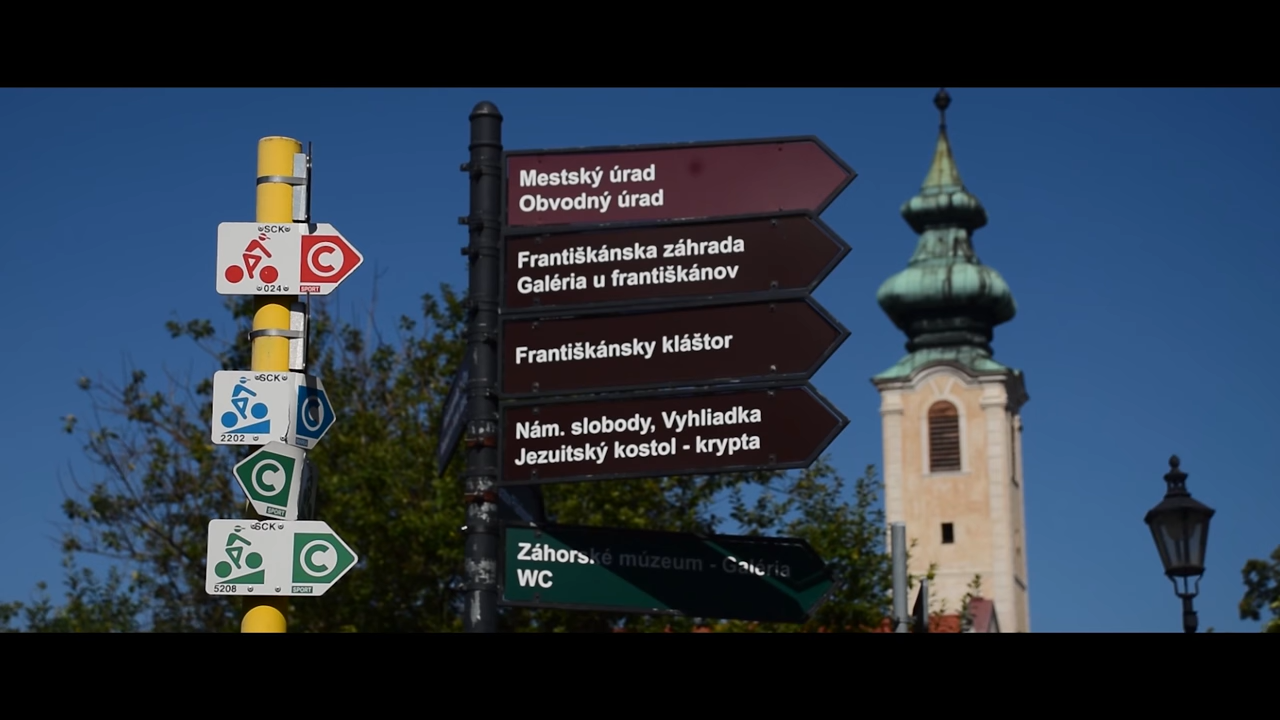 SCK
C
024
SPORT
SCK
C
2202
C
SPORT
SCK
C
5208
SPORT
Mestský úrad
Obvodný úrad
Františkánska záhrada
Galéria u františkánov
Františkánsky kláštor
Nám. slobody, Vyhliadka
Jezuitský kostol - krypta
Záhorské múzeum - Galéria
WC